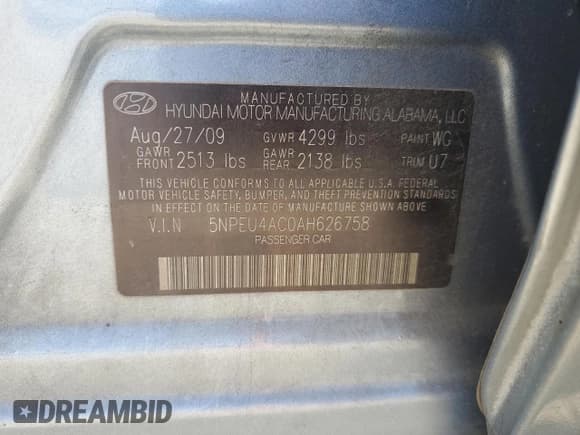 MANUFACTURED BY
HYUNDAI MOTOR MANUFACTURING ALABAMA, LLC
Aug/27/09 GVWR 4299 lbs PAINT WG
GAWR FRONT 2513 lbs GAWR REAR 2138 lbs TRIM U7
THIS VEHICLE CONFORMS TO ALL APPLICABLE U.S.A FEDERAL
MOTOR VEHICLE SAFETY, BUMPER, AND THEFT PREVENTION STANDARDS
IN EFFECT ON THE DATE OF MANUFACTURE SHOWN ABOVE.
V.I.N 5NPEU4AC0AH626758
PASSENGER CAR
DREAMBID